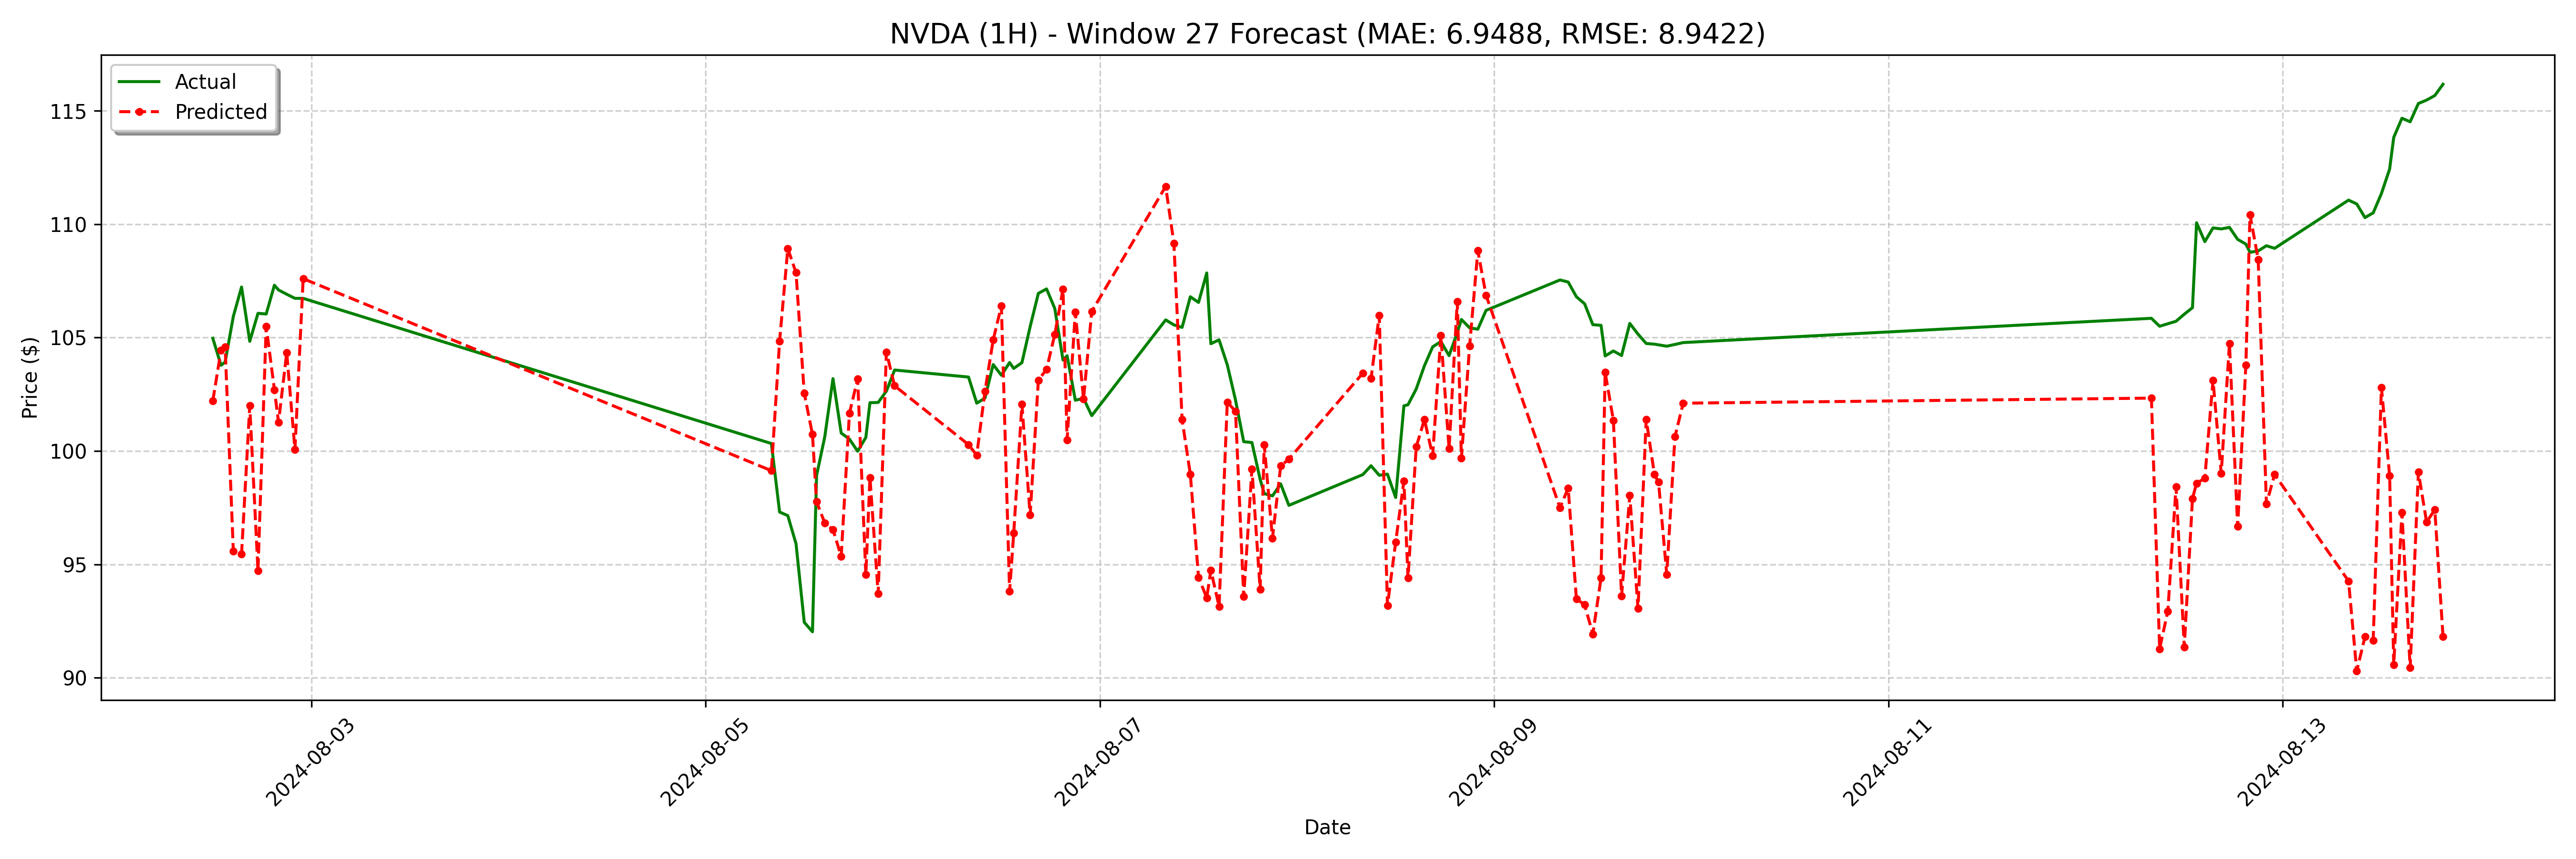 NVDA (1H) - Window 27 Forecast (MAE: 6.9488, RMSE: 8.9422)
Actual
Predicted
Price ($)
115
110
105
100
95
90
2024-08-03
2024-08-05
2024-08-07
2024-08-09
2024-08-11
2024-08-13
Date